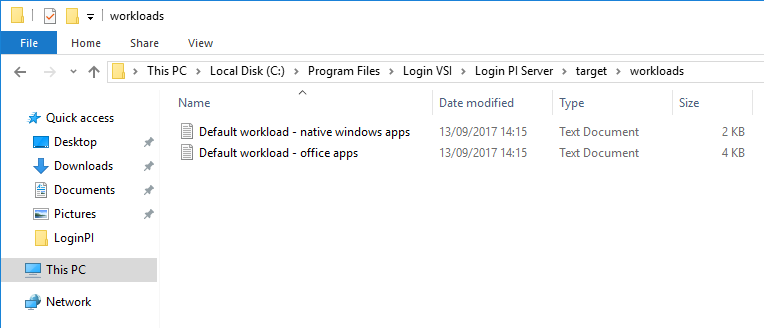 workloads
File Home Share View
This PC Local Disk (C:) Program Files Login VSI Login PI Server target workloads
Name Date modified Type Size
Quick access
Default workload - native windows apps 13/09/2017 14:15 Text Document 2 KB
Desktop
Default workload - office apps 13/09/2017 14:15 Text Document 4 KB
Downloads
Documents
Pictures
LoginPI
This PC
Network